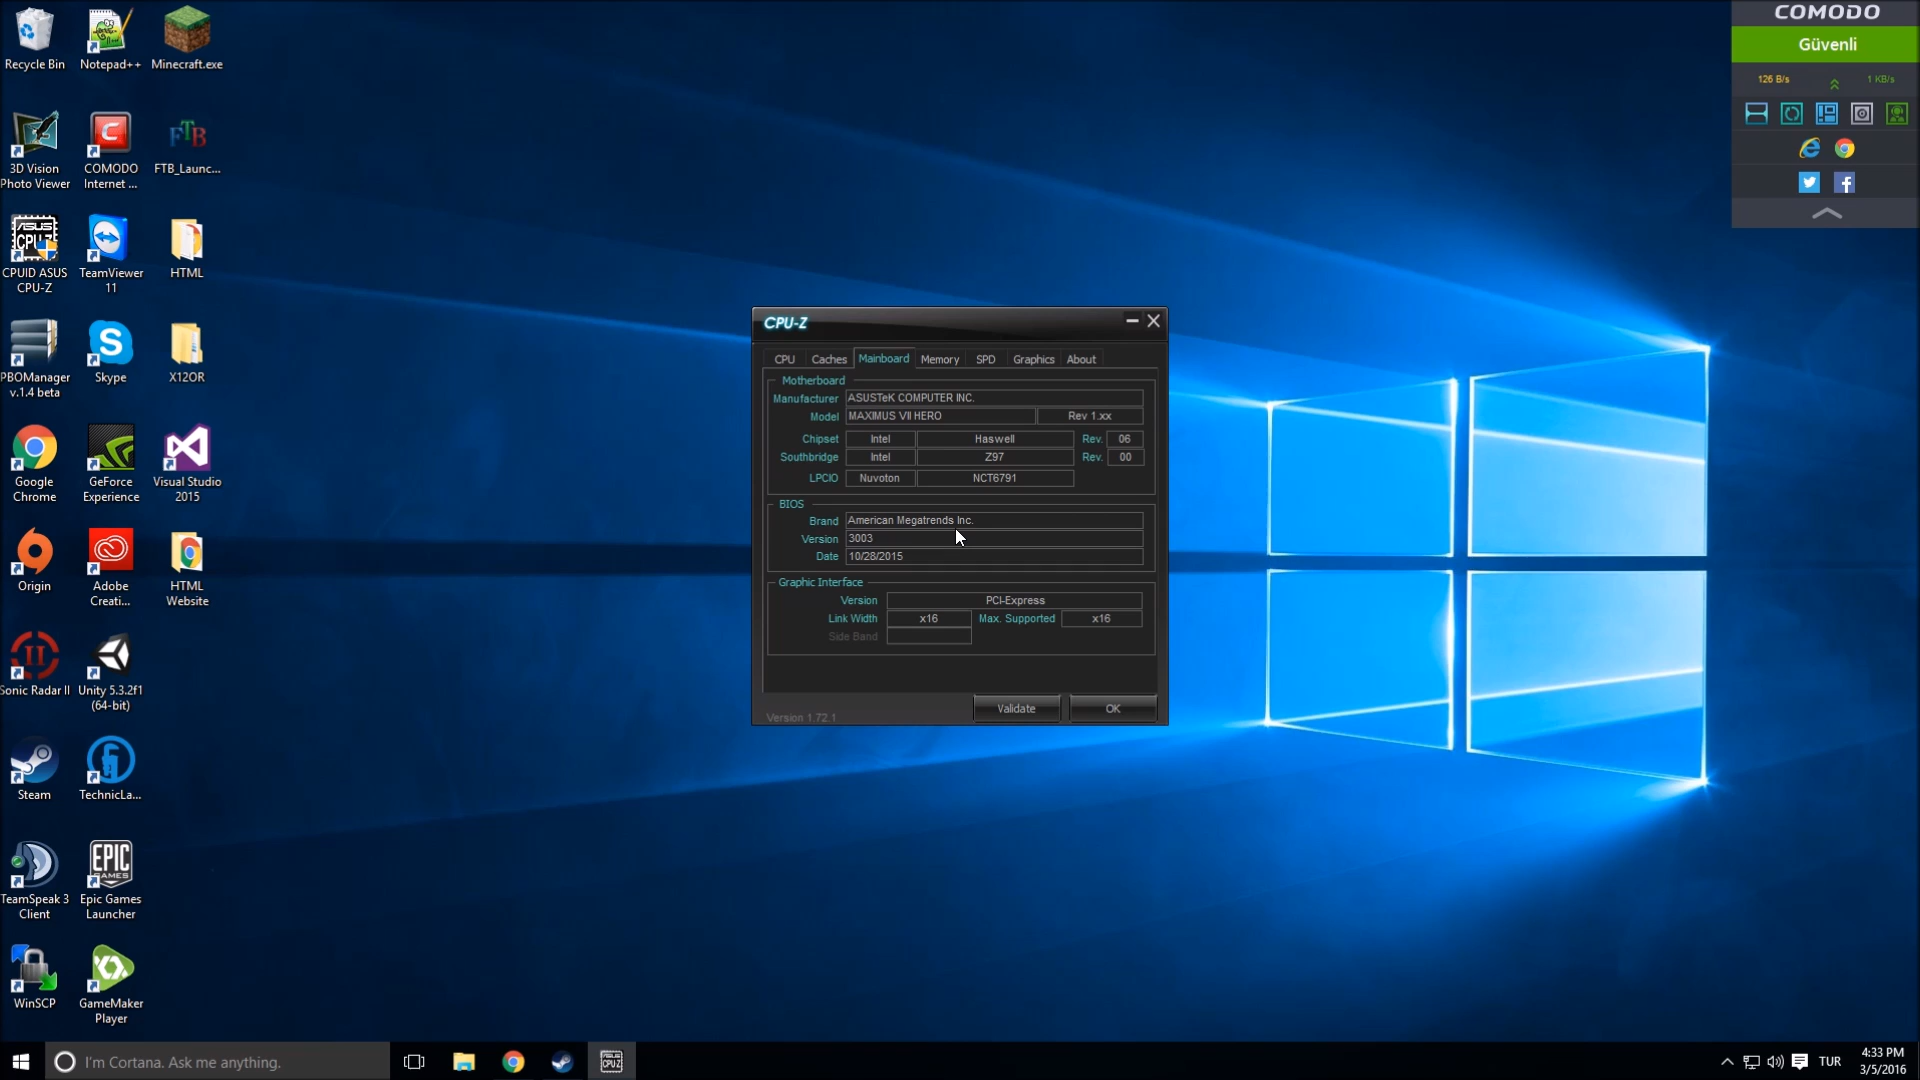 Recycle Bin
Notepad++
Minecraft.exe
3D Vision
Photo Viewer
COMODO
Internet ...
FTB
FTB_Launc...
ASUS
CPU-Z
CPUID ASUS
CPU-Z
TeamViewer
11
HTML
PBOManager
v.1.4 beta
Skype
X12OR
Google
Chrome
GeForce
Experience
Visual Studio
2015
Origin
Adobe
Creati...
HTML
Website
Sonic Radar II
Unity 5.3.2f1
(64-bit)
Steam
TechnicLa...
TeamSpeak 3
Client
EPIC
GAMES
Epic Games
Launcher
WinSCP
GameMaker
Player
CPU-Z
CPU Caches Mainboard Memory SPD Graphics About
Motherboard
Manufacturer ASUSTeK COMPUTER INC.
Model MAXIMUS VII HERO Rev 1.xx
Chipset Intel Haswell Rev. 06
Southbridge Intel Z97 Rev. 00
LPCIO Nuvoton NCT6791
BIOS
Brand American Megatrends Inc.
Version 3003
Date 10/28/2015
Graphic Interface
Version PCI-Express
Link Width x16 Max. Supported x16
Side Band
Version 1.72.1
Validate OK
COMODO
Güvenli
126 B/s 1 KB/s
I'm Cortana. Ask me anything.
TUR
4:33 PM
3/5/2016